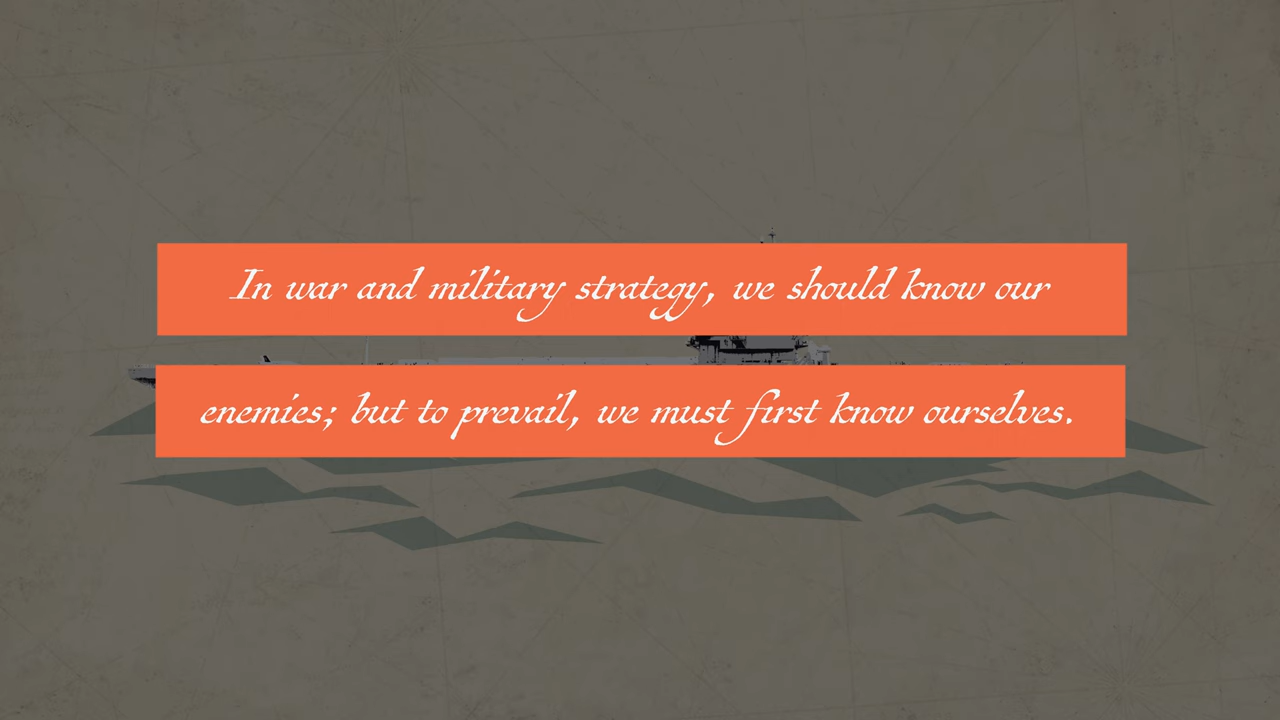 In war and military strategy, we should know our
enemies; but to prevail, we must first know ourselves.